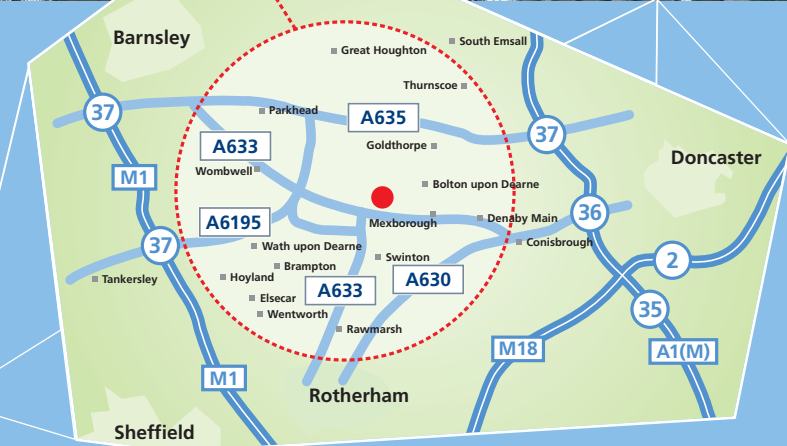 Barnsley
South Emsall
Great Houghton
Thurnscoe
37
Parkhead
A635
37
A633
Goldthorpe
Doncaster
Wombwell
M1
Bolton upon Dearne
36
A6195
Mexborough
Denaby Main
37
Wath upon Dearne
Conisbrough
Swinton
2
Brampton
Tankersley
Hoyland
A633
A630
Elsecar
35
Wentworth
Rawmarsh
M18
A1(M)
M1
Rotherham
Sheffield